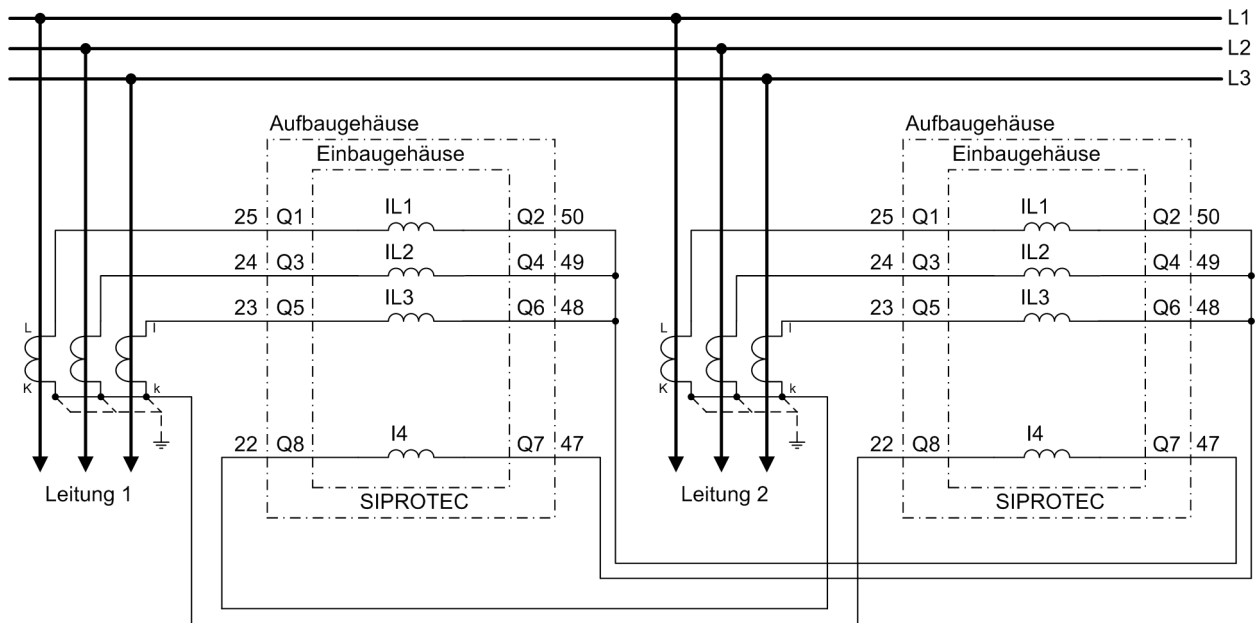 L1
L2
L3
Aufbaugehäuse
Aufbaugehäuse
Einbaugehäuse
Einbaugehäuse
25 Q1 IL1 Q2 50
25 Q1 IL1 Q2 50
24 Q3 IL2 Q4 49
24 Q3 IL2 Q4 49
23 Q5 IL3 Q6 48
23 Q5 IL3 Q6 48
L l
L l
K k
K k
22 Q8 I4 Q7 47
22 Q8 I4 Q7 47
Leitung 1
SIPROTEC
Leitung 2
SIPROTEC